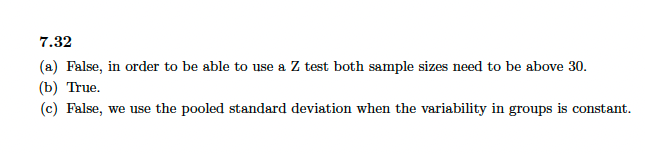 7.32
(a) False, in order to be able to use a Z test both sample sizes need to be above 30.
(b) True.
(c) False, we use the pooled standard deviation when the variability in groups is constant.